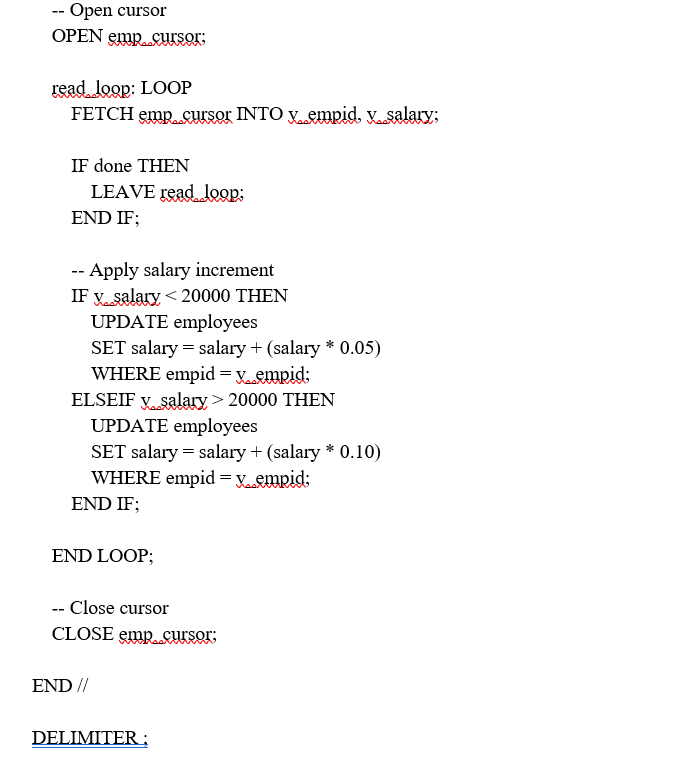 -- Open cursor
OPEN emp_cursor;
read_loop: LOOP
FETCH emp_cursor INTO v_empid, v_salary;
IF done THEN
LEAVE read_loop;
END IF;
-- Apply salary increment
IF v_salary < 20000 THEN
UPDATE employees
SET salary = salary + (salary * 0.05)
WHERE empid = v_empid;
ELSEIF v_salary > 20000 THEN
UPDATE employees
SET salary = salary + (salary * 0.10)
WHERE empid = v_empid;
END IF;
END LOOP;
-- Close cursor
CLOSE emp_cursor;
END //
DELIMITER ;